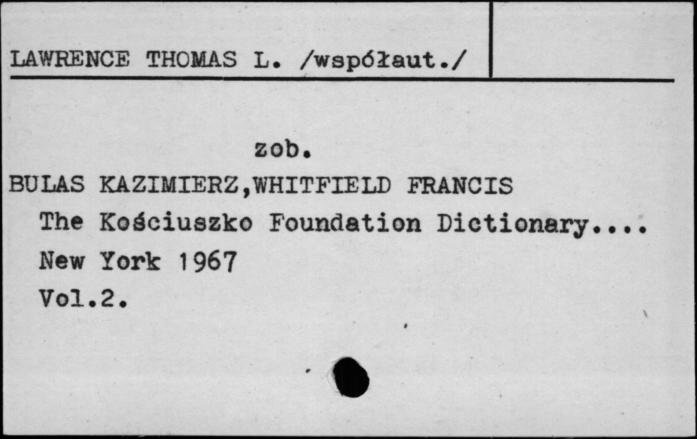 LAWRENCE THOMAS L. /współaut./
zob.
BULAS KAZIMIERZ,WHITFIELD FRANCIS
The Kościuszko Foundation Dictionary....
New York 1967
Vol.2.